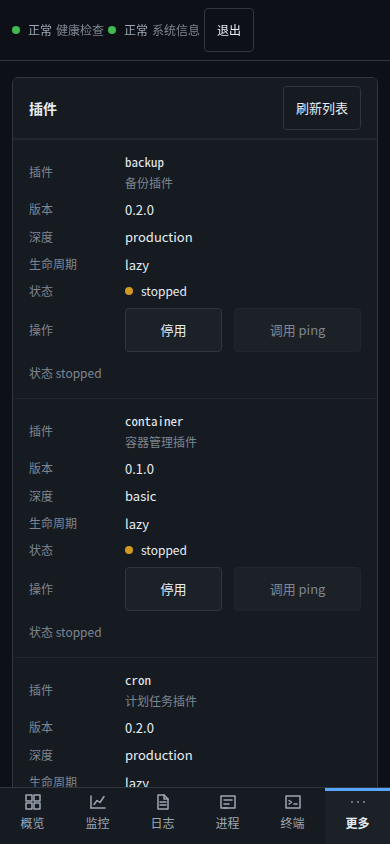 正常 健康检查 正常 系统信息 退出
插件 刷新列表
插件 backup
备份插件
版本 0.2.0
深度 production
生命周期 lazy
状态 stopped
操作 停用 调用 ping
状态 stopped
插件 container
容器管理插件
版本 0.1.0
深度 basic
生命周期 lazy
状态 stopped
操作 停用 调用 ping
状态 stopped
插件 cron
计划任务插件
版本 0.2.0
深度 production
生命周期 lazy
概览 监控 日志 进程 终端 更多